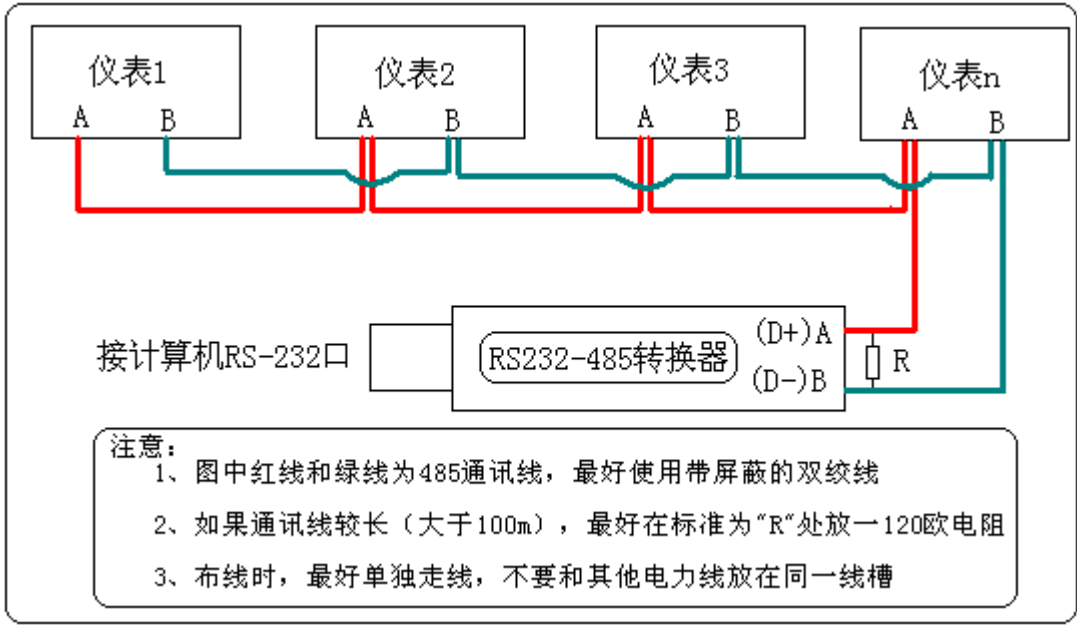 仪表1 仪表2 仪表3 仪表n
A B A B A B A B
(D+)A
接计算机RS-232口 RS232-485转换器 R
(D-)B
注意:
1、图中红线和绿线为485通讯线，最好使用带屏蔽的双绞线
2、如果通讯线较长（大于100m），最好在标准为"R"处放一120欧电阻
3、布线时，最好单独走线，不要和其他电力线放在同一线槽